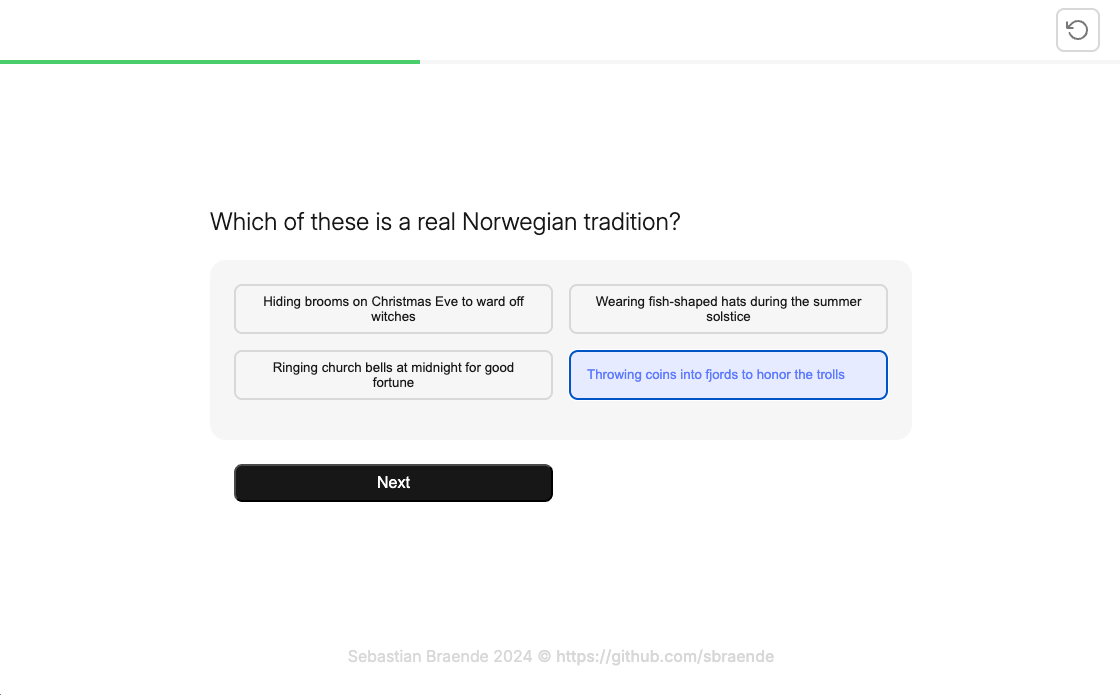 Which of these is a real Norwegian tradition?
Hiding brooms on Christmas Eve to ward off
witches
Wearing fish-shaped hats during the summer
solstice
Ringing church bells at midnight for good
fortune
Throwing coins into fjords to honor the trolls
Next
Sebastian Braende 2024 © https://github.com/sbraende